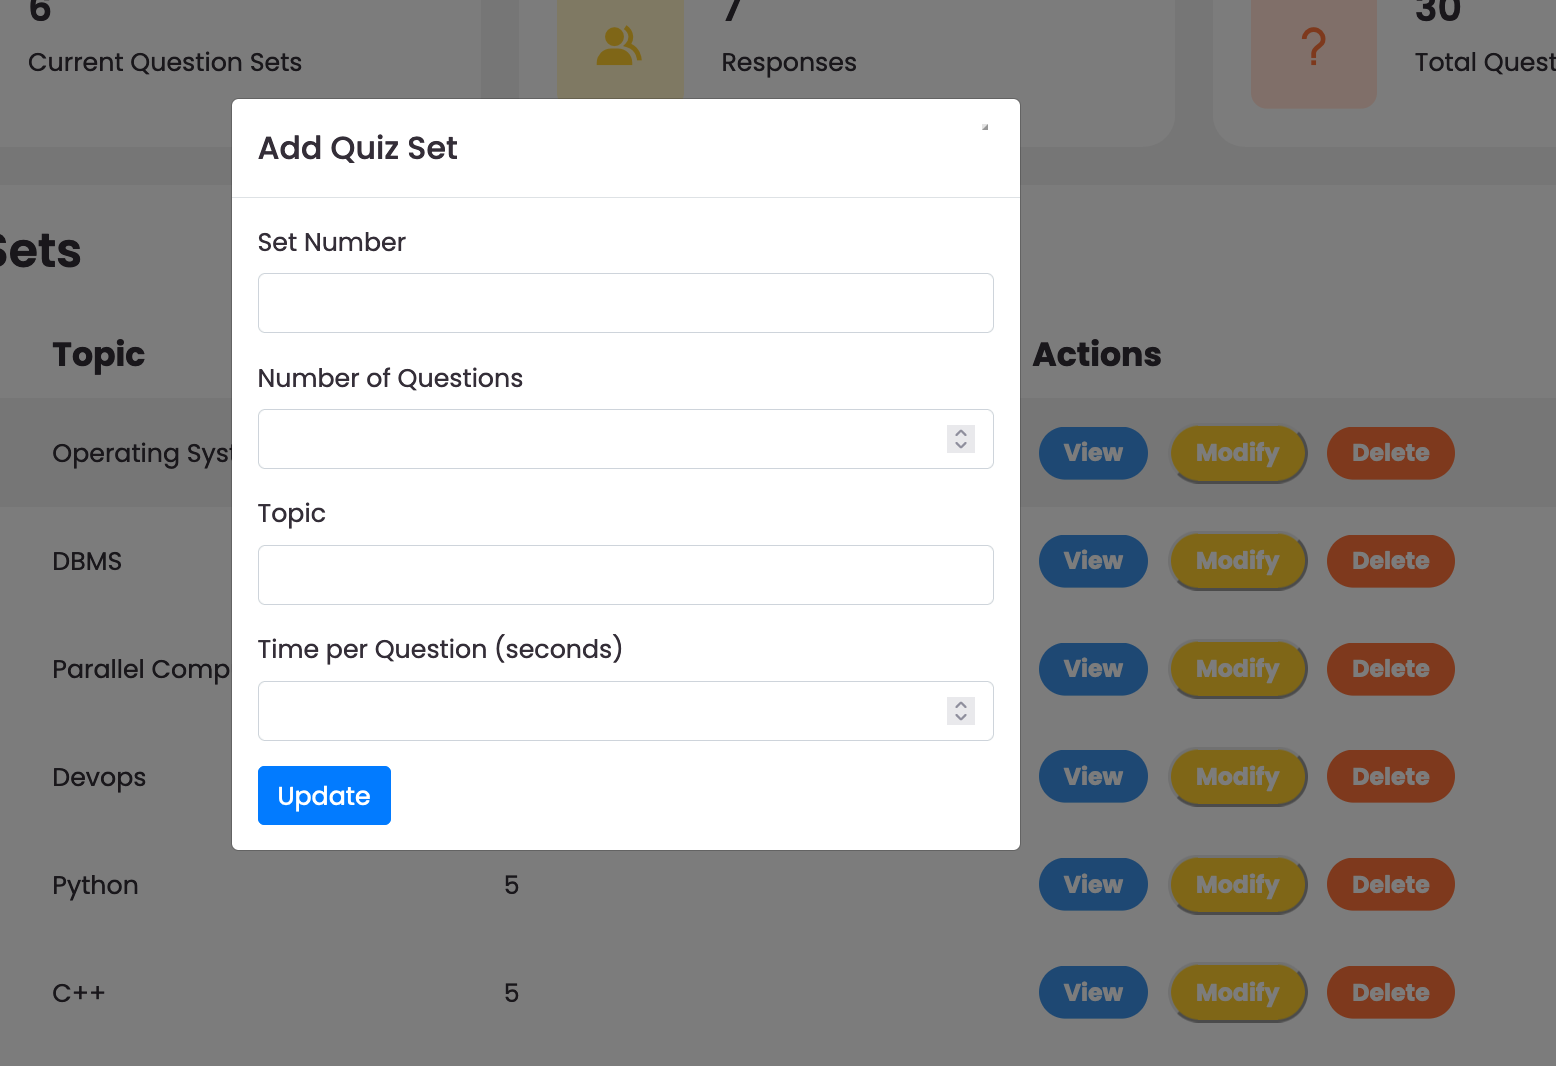 6
Current Question Sets
7
Responses
?
30
Total Quest
Add Quiz Set
Set Number
Number of Questions
Topic
Time per Question (seconds)
Update
Sets
Topic
Actions
Operating Syst
View Modify Delete
DBMS
View Modify Delete
Parallel Comp
View Modify Delete
Devops
View Modify Delete
Python 5 View Modify Delete
C++ 5 View Modify Delete